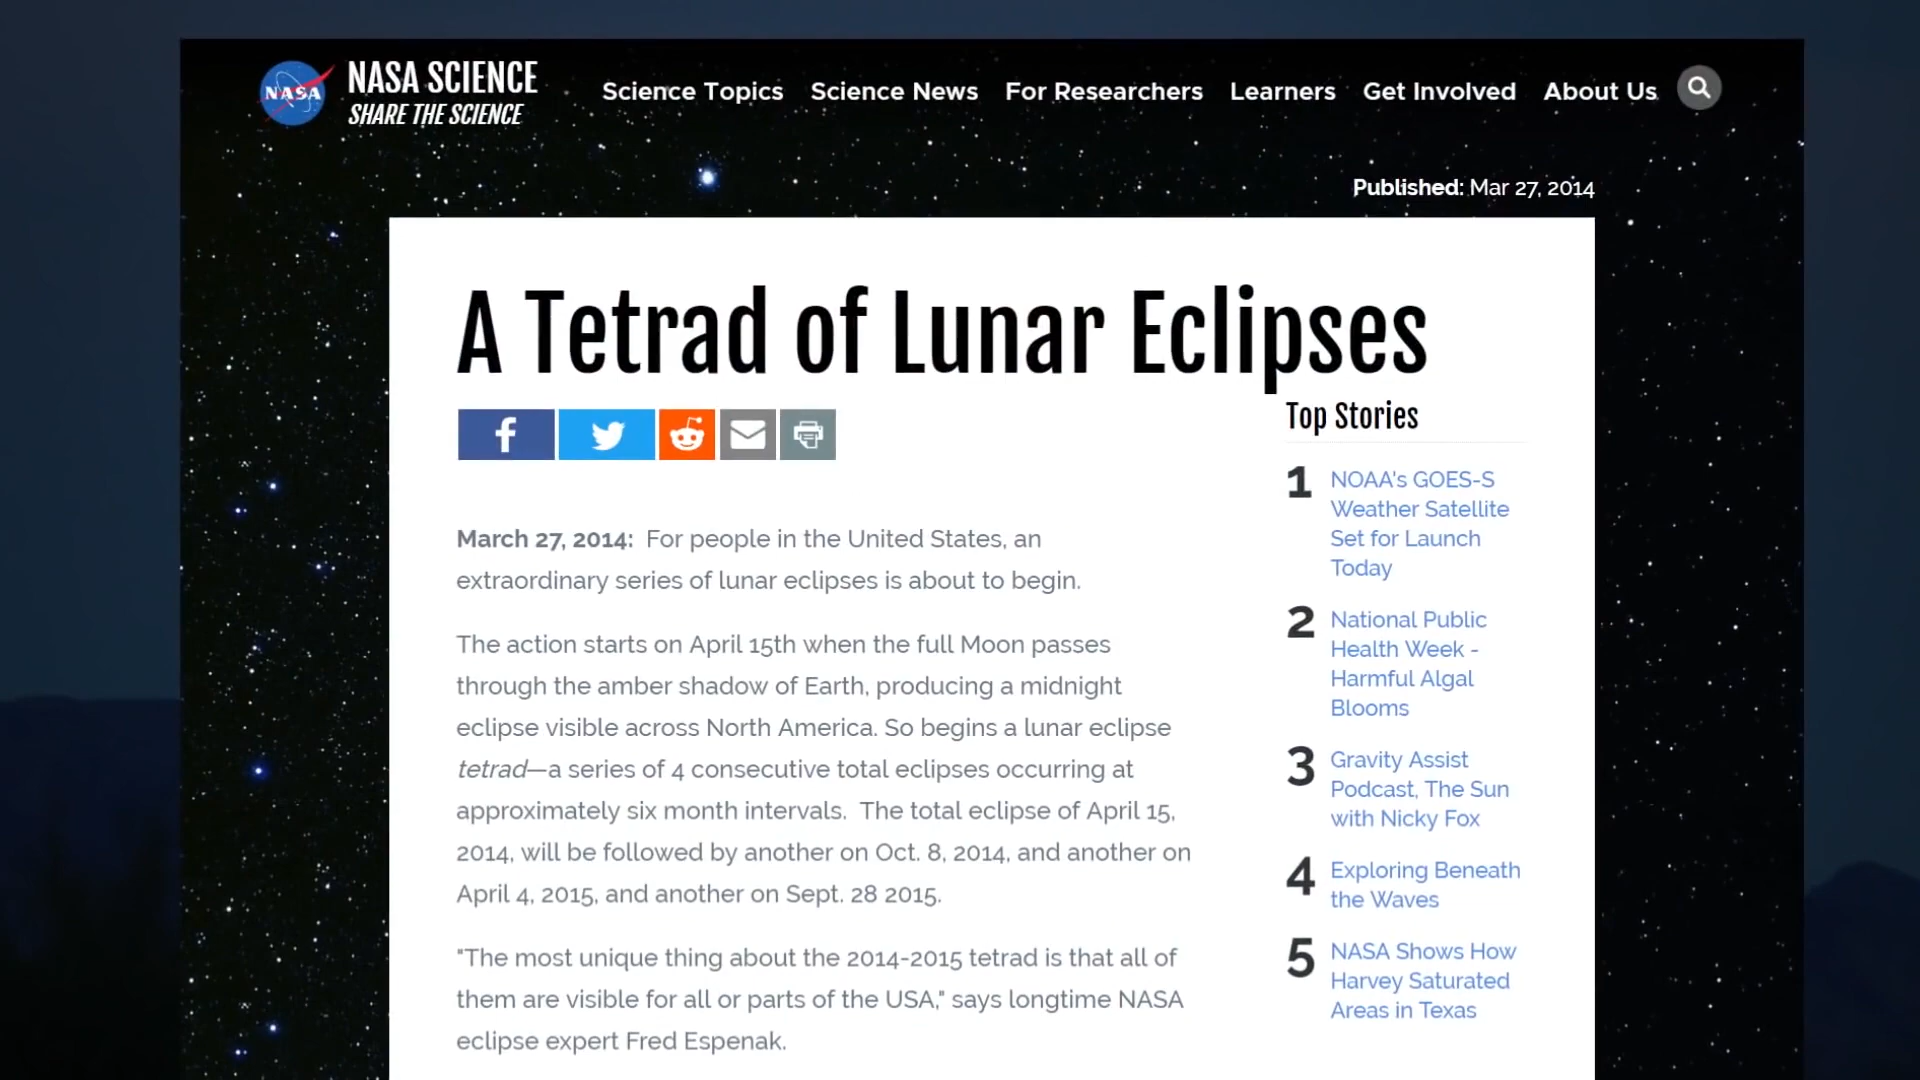 NASA
NASA SCIENCE
SHARE THE SCIENCE
Science Topics Science News For Researchers Learners Get Involved About Us
Published: Mar 27, 2014
A Tetrad of Lunar Eclipses
March 27, 2014: For people in the United States, an
extraordinary series of lunar eclipses is about to begin.
The action starts on April 15th when the full Moon passes
through the amber shadow of Earth, producing a midnight
eclipse visible across North America. So begins a lunar eclipse
tetrad—a series of 4 consecutive total eclipses occurring at
approximately six month intervals. The total eclipse of April 15,
2014, will be followed by another on Oct. 8, 2014, and another on
April 4, 2015, and another on Sept. 28 2015.
"The most unique thing about the 2014-2015 tetrad is that all of
them are visible for all or parts of the USA," says longtime NASA
eclipse expert Fred Espenak.
Top Stories
1 NOAA's GOES-S
Weather Satellite
Set for Launch
Today
2 National Public
Health Week -
Harmful Algal
Blooms
3 Gravity Assist
Podcast, The Sun
with Nicky Fox
4 Exploring Beneath
the Waves
5 NASA Shows How
Harvey Saturated
Areas in Texas